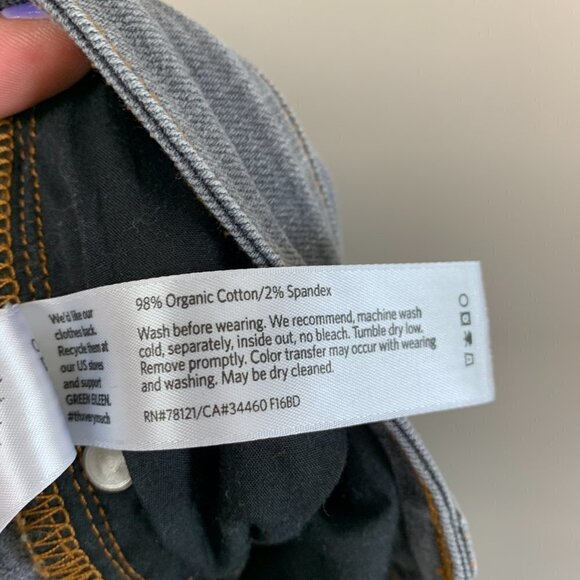 We'd like our
clothes back.
Recycle them at
our US stores
and support
GREEN EILEEN.
98% Organic Cotton/2% Spandex
Wash before wearing. We recommend, machine wash
cold, separately, inside out, no bleach. Tumble dry low.
Remove promptly. Color transfer may occur with wearing
and washing. May be dry cleaned.
RN#78121/CA#34460 F16BD